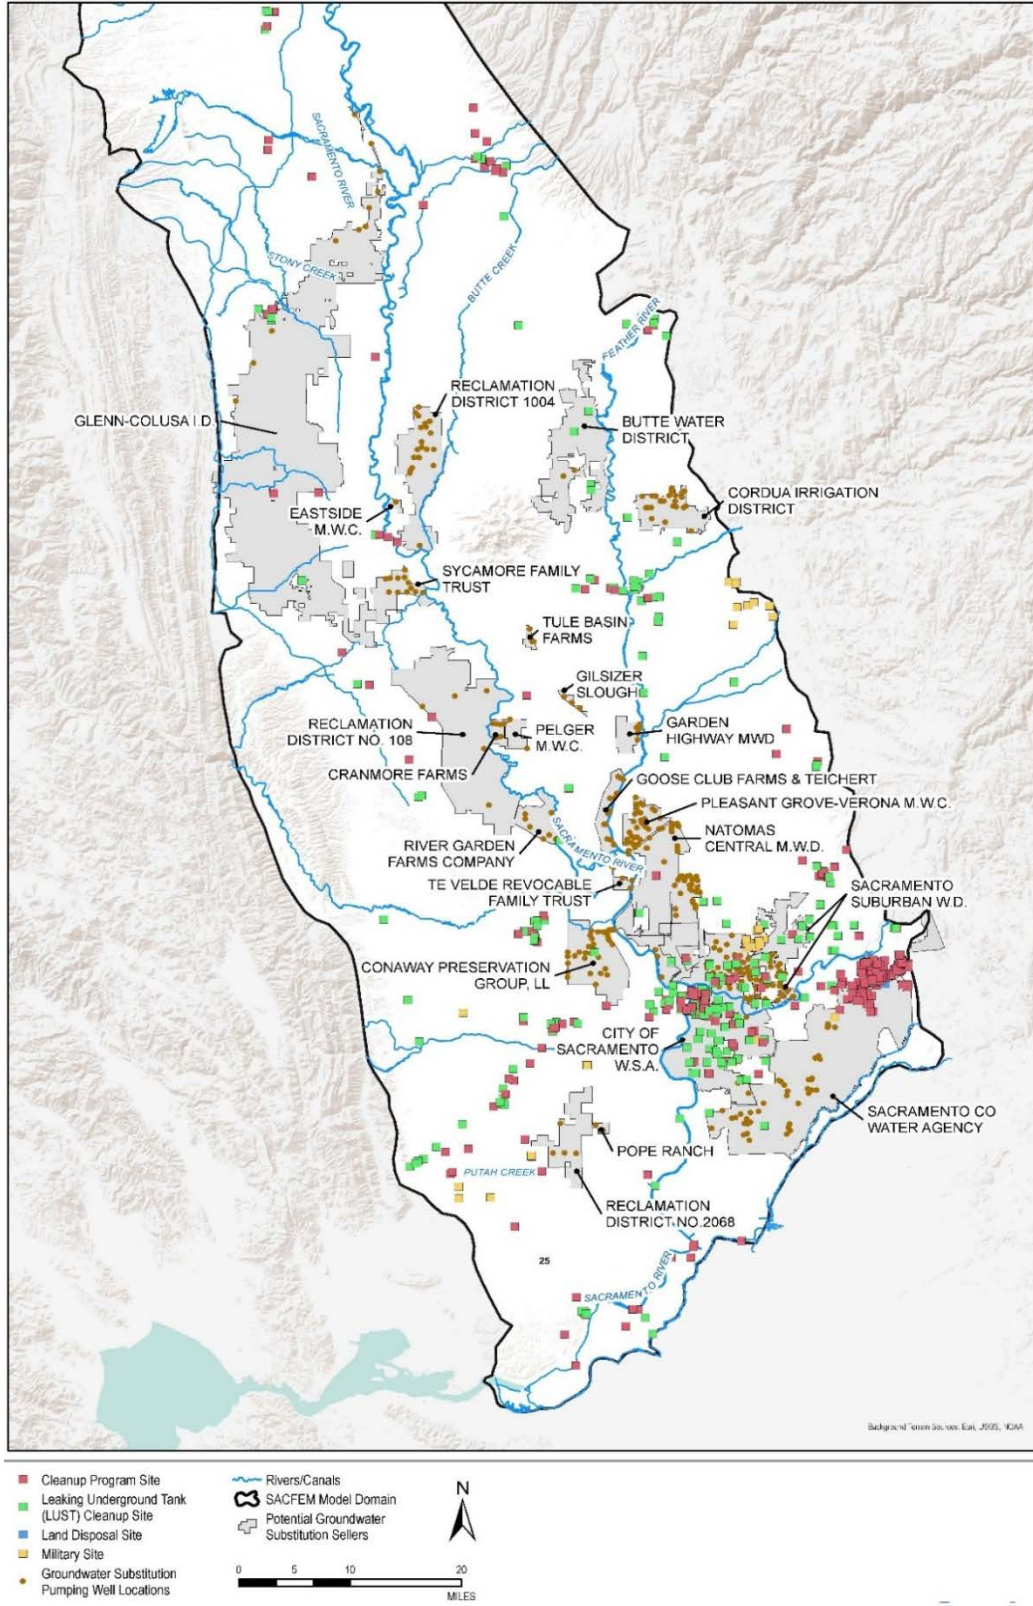 SACRAMENTO
RIVER
STONY CREEK
BUTTE CREEK
FEATHER RIVER
RECLAMATION
DISTRICT 1004
GLENN-COLUSA I.D.
BUTTE WATER
DISTRICT
CORDUA IRRIGATION
DISTRICT
EASTSIDE
M.W.C.
SYCAMORE FAMILY
TRUST
TULE BASIN
FARMS
GILSIZER
SLOUGH
RECLAMATION
DISTRICT NO. 108
PELGER
M.W.C.
GARDEN
HIGHWAY MWD
CRANMORE FARMS
GOOSE CLUB FARMS & TEICHERT
PLEASANT GROVE-VERONA M.W.C.
NATOMAS
CENTRAL M.W.D.
RIVER GARDEN
FARMS COMPANY
SACRAMENTO RIVER
TE VELDE REVOCABLE
FAMILY TRUST
SACRAMENTO
SUBURBAN W.D.
CONAWAY PRESERVATION
GROUP, LL
CITY OF
SACRAMENTO
W.S.A.
SACRAMENTO CO
WATER AGENCY
POPE RANCH
PUTAH CREEK
RECLAMATION
DISTRICT NO.2068
25
SACRAMENTO RIVER
Background Terrain Sources: Esri, USGS, NOAA
Cleanup Program Site
Leaking Underground Tank
(LUST) Cleanup Site
Land Disposal Site
Military Site
Groundwater Substitution
Pumping Well Locations
Rivers/Canals
SACFEM Model Domain
Potential Groundwater
Substitution Sellers
0 5 10 20
MILES
N